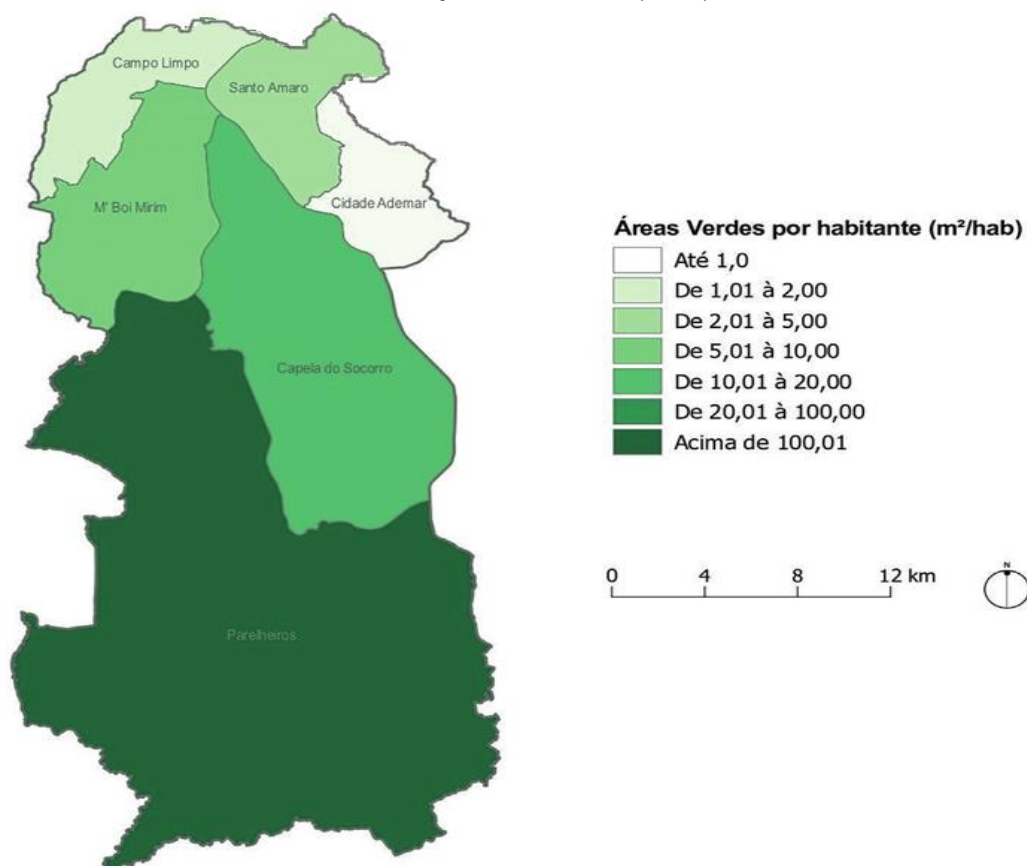 Campo Limpo
Santo Amaro
M' Boi Mirim
Cidade Ademar
Capela do Socorro
Parelheiros
Áreas Verdes por habitante (m²/hab)
Até 1,0
De 1,01 à 2,00
De 2,01 à 5,00
De 5,01 à 10,00
De 10,01 à 20,00
De 20,01 à 100,00
Acima de 100,01
0 4 8 12 km
N